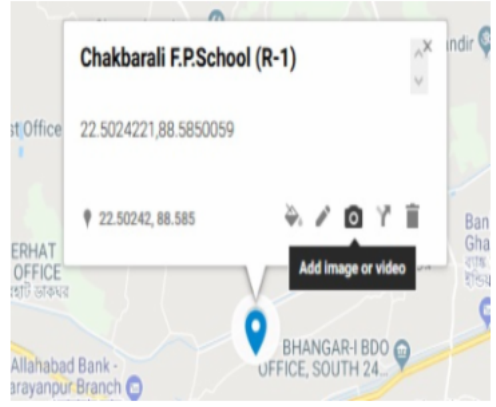 Chakbarali F.P.School (R-1)
ndir
st Office
22.5024221,88.5850059
22.50242, 88.585
Add image or video
ERHAT
OFFICE
Ban
Gha
BHANGAR-I BDO
OFFICE, SOUTH 24...
Allahabad Bank -
arayanpur Branch